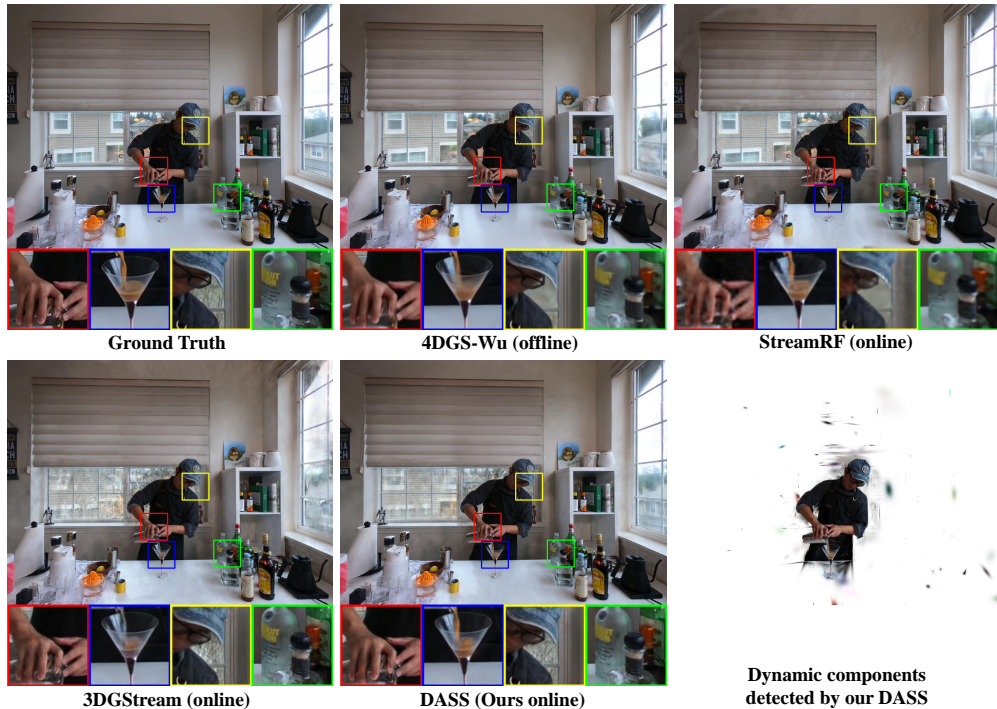 Ground Truth
4DGS-Wu (offline)
StreamRF (online)
3DGStream (online)
DASS (Ours online)
Dynamic components
detected by our DASS